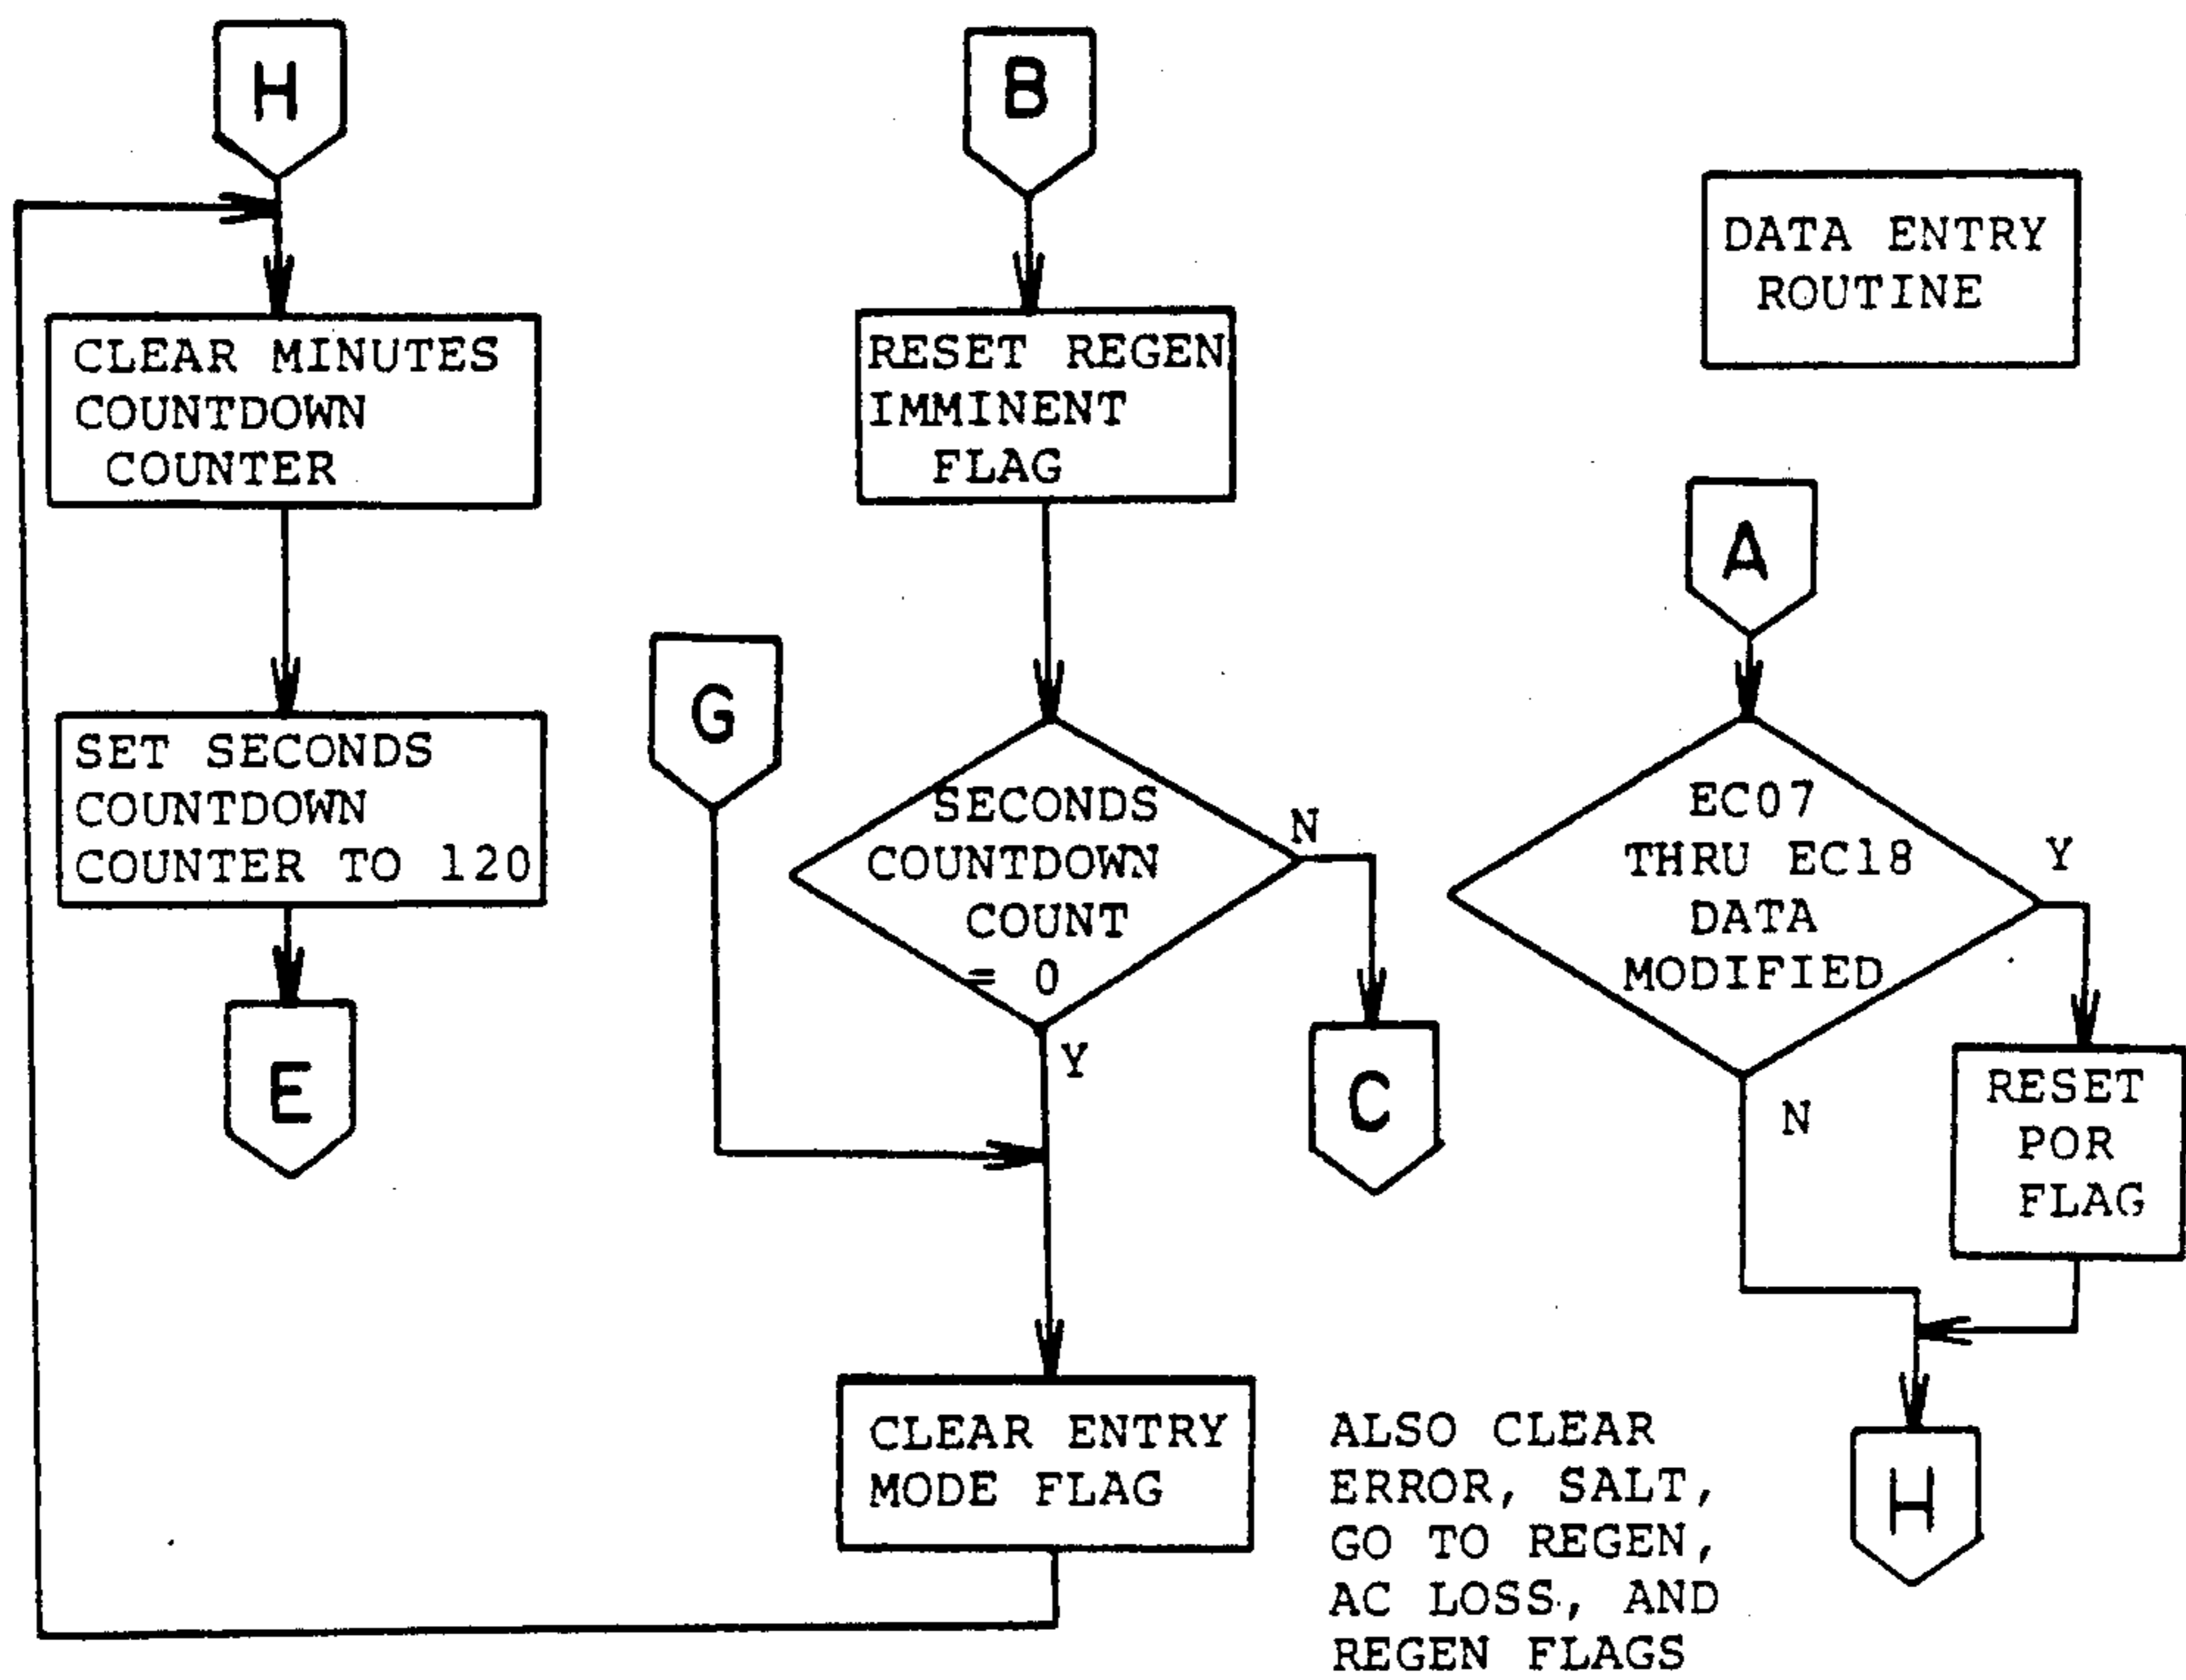 H
CLEAR MINUTES
COUNTDOWN
COUNTER
SET SECONDS
COUNTDOWN
COUNTER TO 120
E
B
RESET REGEN
IMMINENT
FLAG
G
SECONDS
COUNTDOWN
COUNT
= 0
N
Y
C
CLEAR ENTRY
MODE FLAG
DATA ENTRY
ROUTINE
A
EC07
THRU EC18
DATA
MODIFIED
Y
N
RESET
POR
FLAG
H
ALSO CLEAR
ERROR, SALT,
GO TO REGEN,
AC LOSS, AND
REGEN FLAGS